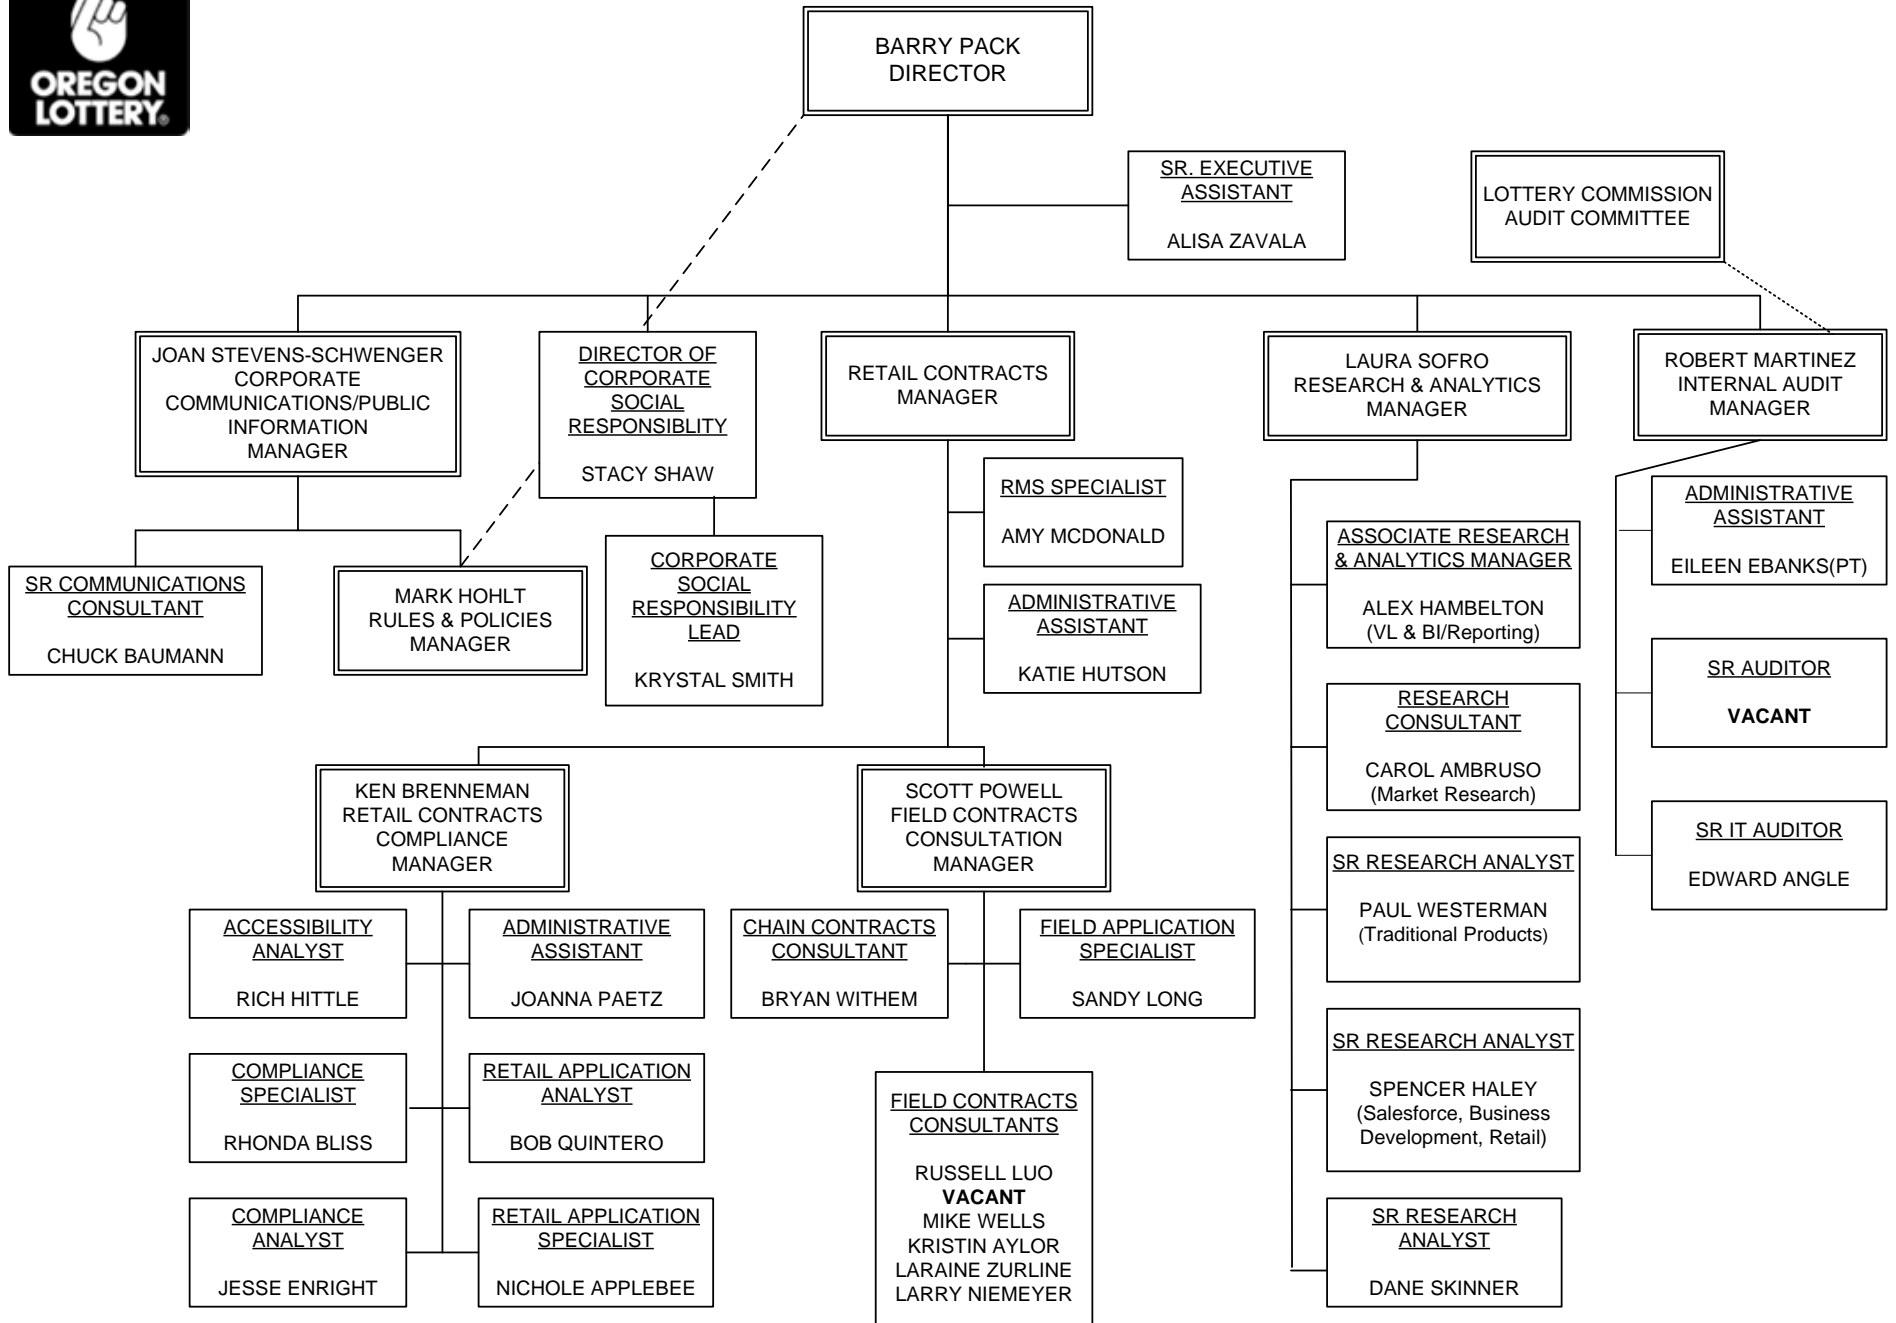 OREGON
LOTTERY®
BARRY PACK
DIRECTOR
SR. EXECUTIVE
ASSISTANT
ALISA ZAVALA
LOTTERY COMMISSION
AUDIT COMMITTEE
JOAN STEVENS-SCHWENGER
CORPORATE
COMMUNICATIONS/PUBLIC
INFORMATION
MANAGER
DIRECTOR OF
CORPORATE
SOCIAL
RESPONSIBLITY
STACY SHAW
RETAIL CONTRACTS
MANAGER
LAURA SOFRO
RESEARCH & ANALYTICS
MANAGER
ROBERT MARTINEZ
INTERNAL AUDIT
MANAGER
SR COMMUNICATIONS
CONSULTANT
CHUCK BAUMANN
MARK HOHLT
RULES & POLICIES
MANAGER
CORPORATE
SOCIAL
RESPONSIBILITY
LEAD
KRYSTAL SMITH
RMS SPECIALIST
AMY MCDONALD
ADMINISTRATIVE
ASSISTANT
KATIE HUTSON
KEN BRENNEMAN
RETAIL CONTRACTS
COMPLIANCE
MANAGER
SCOTT POWELL
FIELD CONTRACTS
CONSULTATION
MANAGER
ACCESSIBILITY
ANALYST
RICH HITTLE
ADMINISTRATIVE
ASSISTANT
JOANNA PAETZ
COMPLIANCE
SPECIALIST
RHONDA BLISS
RETAIL APPLICATION
ANALYST
BOB QUINTERO
COMPLIANCE
ANALYST
JESSE ENRIGHT
RETAIL APPLICATION
SPECIALIST
NICHOLE APPLEBEE
CHAIN CONTRACTS
CONSULTANT
BRYAN WITHEM
FIELD APPLICATION
SPECIALIST
SANDY LONG
FIELD CONTRACTS
CONSULTANTS
RUSSELL LUO
VACANT
MIKE WELLS
KRISTIN AYLOR
LARAINE ZURLINE
LARRY NIEMEYER
ASSOCIATE RESEARCH
& ANALYTICS MANAGER
ALEX HAMBELTON
(VL & BI/Reporting)
RESEARCH
CONSULTANT
CAROL AMBRUSO
(Market Research)
SR RESEARCH ANALYST
PAUL WESTERMAN
(Traditional Products)
SR RESEARCH ANALYST
SPENCER HALEY
(Salesforce, Business
Development, Retail)
SR RESEARCH
ANALYST
DANE SKINNER
ADMINISTRATIVE
ASSISTANT
EILEEN EBANKS(PT)
SR AUDITOR
VACANT
SR IT AUDITOR
EDWARD ANGLE